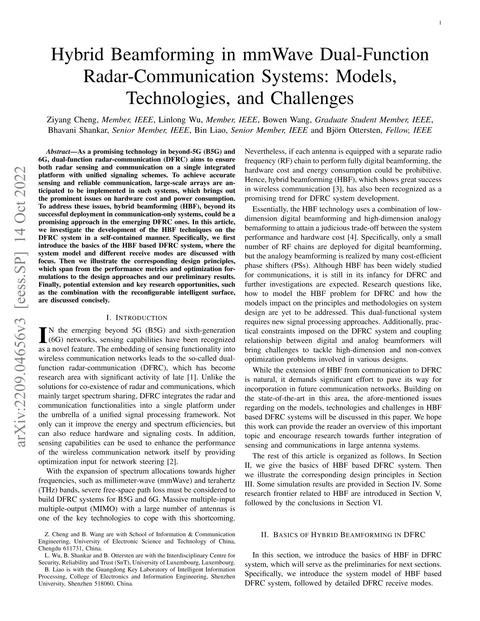 1
Hybrid Beamforming in mmWave Dual-Function
Radar-Communication Systems: Models,
Technologies, and Challenges
Ziyang Cheng, Member, IEEE, Linlong Wu, Member, IEEE, Bowen Wang, Graduate Student Member, IEEE,
Bhavani Shankar, Senior Member, IEEE, Bin Liao, Senior Member, IEEE and Björn Ottersten, Fellow, IEEE
arXiv:2209.04656v3 [eess.SP] 14 Oct 2022
Abstract—As a promising technology in beyond-5G (B5G) and
6G, dual-function radar-communication (DFRC) aims to ensure
both radar sensing and communication on a single integrated
platform with unified signaling schemes. To achieve accurate
sensing and reliable communication, large-scale arrays are an-
ticipated to be implemented in such systems, which brings out
the prominent issues on hardware cost and power consumption.
To address these issues, hybrid beamforming (HBF), beyond its
successful deployment in communication-only systems, could be a
promising approach in the emerging DFRC ones. In this article,
we investigate the development of the HBF techniques on the
DFRC system in a self-contained manner. Specifically, we first
introduce the basics of the HBF based DFRC system, where the
system model and different receive modes are discussed with
focus. Then we illustrate the corresponding design principles,
which span from the performance metrics and optimization for-
mulations to the design approaches and our preliminary results.
Finally, potential extension and key research opportunities, such
as the combination with the reconfigurable intelligent surface,
are discussed concisely.
I. INTRODUCTION
IN the emerging beyond 5G (B5G) and sixth-generation
(6G) networks, sensing capabilities have been recognized
as a novel feature. The embedding of sensing functionality into
wireless communication networks leads to the so-called dual-
function radar-communication (DFRC), which has become
research area with significant activity of late [1]. Unlike the
solutions for co-existence of radar and communications, which
mainly target spectrum sharing, DFRC integrates the radar and
communication functionalities into a single platform under
the umbrella of a unified signal processing framework. Not
only can it improve the energy and spectrum efficiencies, but
can also reduce hardware and signaling costs. In addition,
sensing capabilities can be used to enhance the performance
of the wireless communication network itself by providing
optimization input for network steering [2].
With the expansion of spectrum allocations towards higher
frequencies, such as millimeter-wave (mmWave) and terahertz
(THz) bands, severe free-space path loss must be considered to
build DFRC systems for B5G and 6G. Massive multiple-input
multiple-output (MIMO) with a large number of antennas is
one of the key technologies to cope with this shortcoming.
Z. Cheng and B. Wang are with School of Information & Communication
Engineering, University of Electronic Science and Technology of China,
Chengdu 611731, China.
L. Wu, B. Shankar and B. Ottersten are with the Interdisciplinary Centre for
Security, Reliability and Trust (SnT), University of Luxembourg, Luxembourg.
B. Liao is with the Guangdong Key Laboratory of Intelligent Information
Processing, College of Electronics and Information Engineering, Shenzhen
University, Shenzhen 518060, China.
Nevertheless, if each antenna is equipped with a separate radio
frequency (RF) chain to perform fully digital beamforming, the
hardware cost and energy consumption could be prohibitive.
Hence, hybrid beamforming (HBF), which shows great success
in wireless communication [3], has also been recognized as a
promising trend for DFRC system development.
Essentially, the HBF technology uses a combination of low-
dimension digital beamforming and high-dimension analogy
bemaforming to attain a judicious trade-off between the system
performance and hardware cost [4]. Specifically, only a small
number of RF chains are deployed for digital beamforming,
but the analogy beamforming is realized by many cost-efficient
phase shifters (PSs). Although HBF has been widely studied
for communications, it is still in its infancy for DFRC and
further investigations are expected. Research questions like,
how to model the HBF problem for DFRC and how the
models impact on the principles and methodologies on system
design are yet to be addressed. This dual-functional system
requires new signal processing approaches. Additionally, prac-
tical constraints imposed on the DFRC system and coupling
relationship between digital and analog beamformers will
bring challenges to tackle high-dimension and non-convex
optimization problems involved in various designs.
While the extension of HBF from communication to DFRC
is natural, it demands significant effort to pave its way for
incorporation in future communication networks. Building on
the state-of-the-art in this area, the afore-mentioned issues
regarding on the models, technologies and challenges in HBF
based DFRC systems will be discussed in this paper. We hope
this work can provide the reader an overview of this important
topic and encourage research towards further integration of
sensing and communications in large antenna systems.
The rest of this article is organized as follows. In Section
II, we give the basics of HBF based DFRC system. Then
we illustrate the corresponding design principles in Section
III. Some simulation results are provided in Section IV. Some
research frontier related to HBF are introduced in Section V,
followed by the conclusions in Section VI.
II. BASICS OF HYBRID BEAMFORMING IN DFRC
In this section, we introduce the basics of HBF in DFRC
system, which will serve as the preliminaries for next sections.
Specifically, we introduce the system model of HBF based
DFRC system, followed by detailed DFRC receive modes.